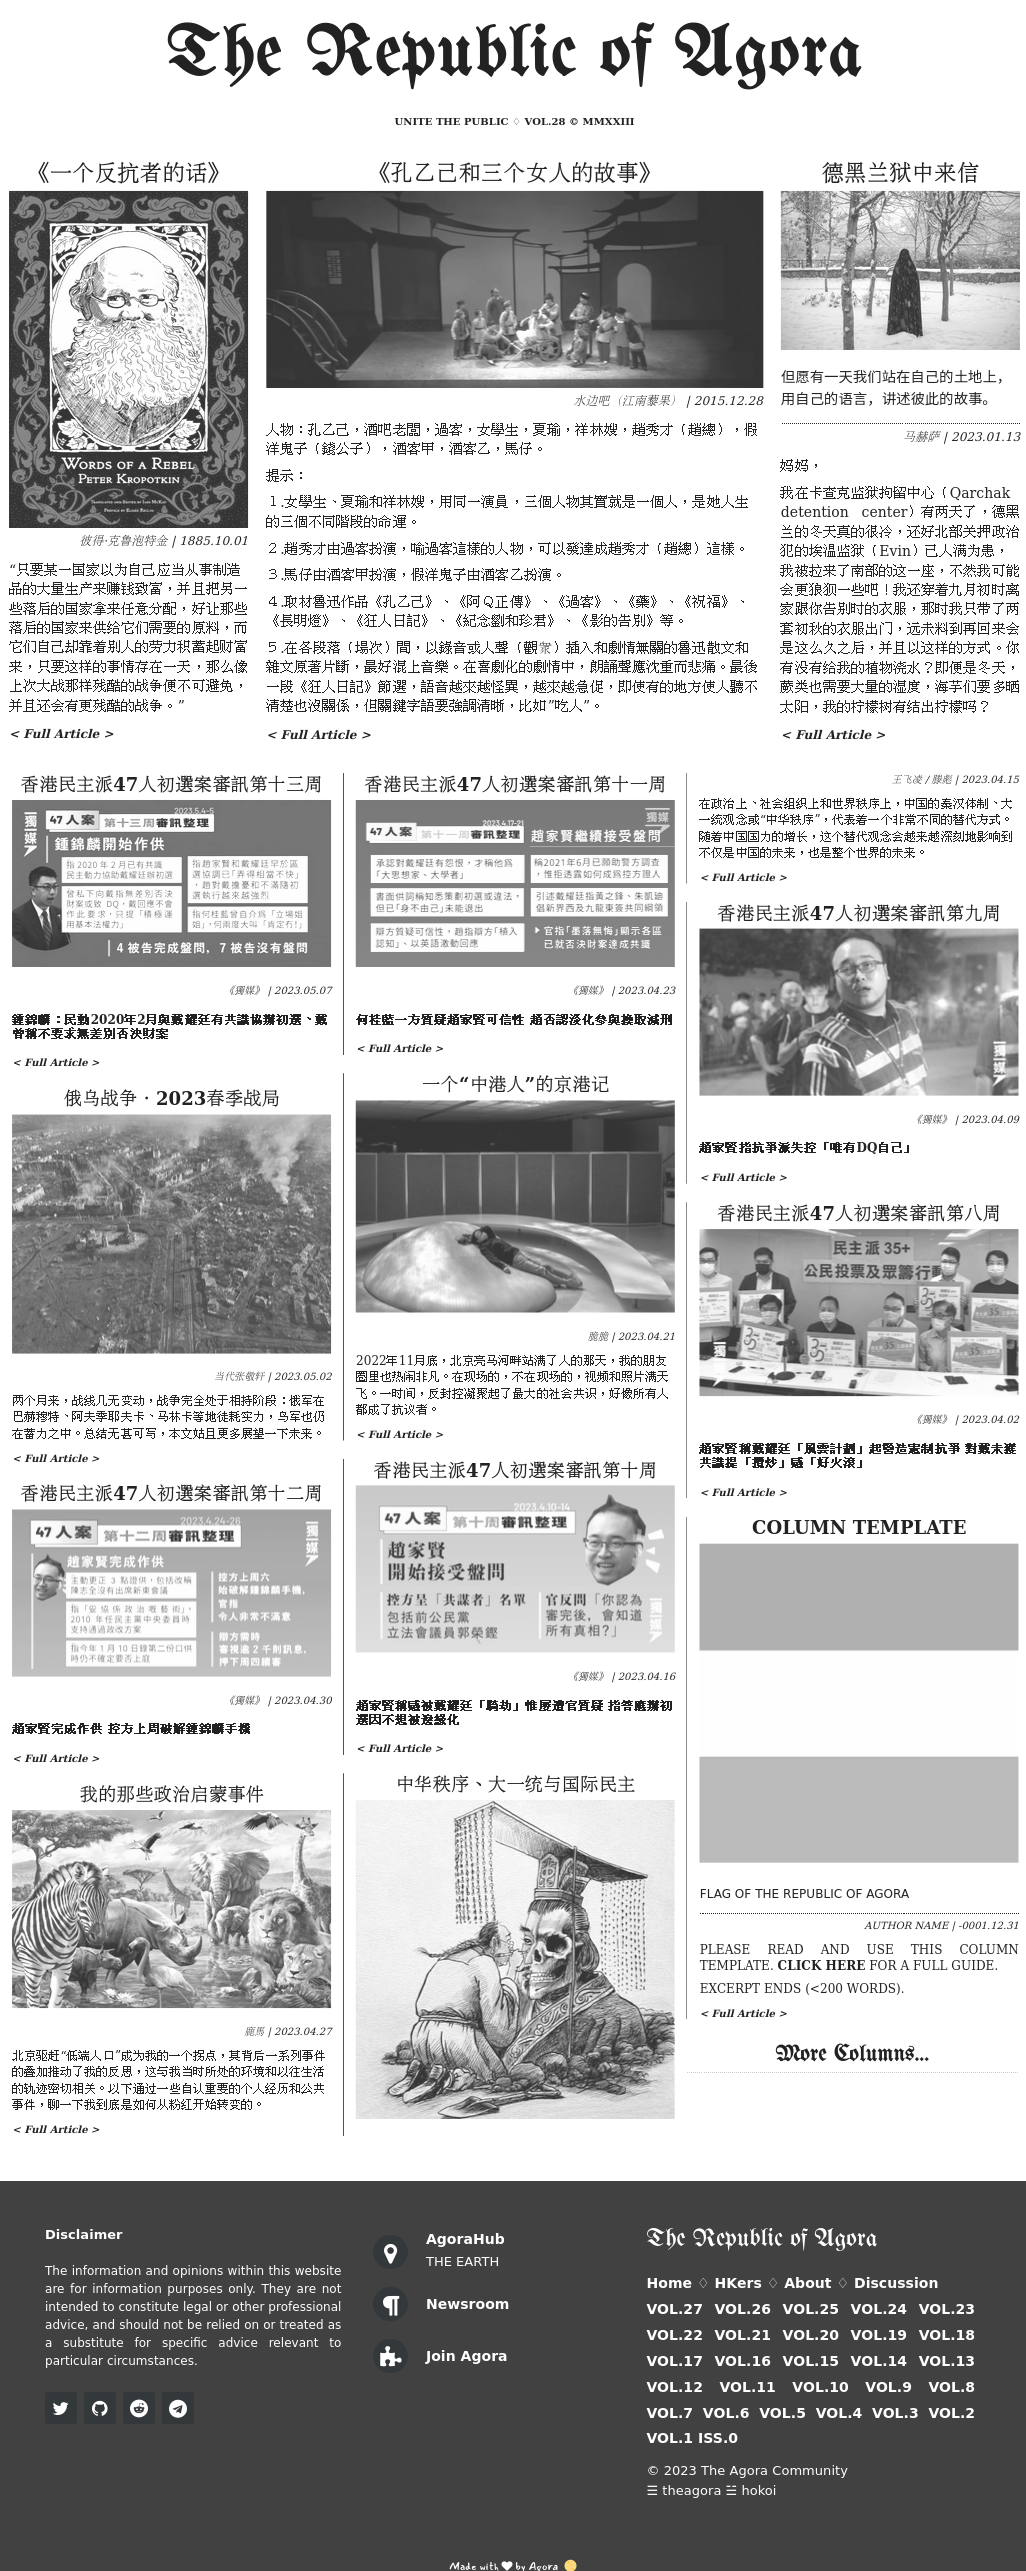 The Republic of Agora
UNITE THE PUBLIC ♢ VOL.28 © MMXXIII
《一个反抗者的话》
WORDS OF A REBEL
PETER KROPOTKIN
彼得·克鲁泡特金 | 1885.10.01
“只要某一国家以为自己应当从事制造
品的大量生产来赚钱致富，并且把另一
些落后的国家拿来任意分配，好让那些
落后的国家来供给它们需要的原料，而
它们自己却靠着别人的劳力积蓄起财富
来，只要这样的事情存在一天，那么像
上次大战那样残酷的战争便不可避免，
并且还会有更残酷的战争。”
< Full Article >
《孔乙己和三个女人的故事》
水边吧（江南藜果） | 2015.12.28
人物：孔乙己，酒吧老闆，過客，女學生，夏瑜，祥林嫂，趙秀才（趙總），假
洋鬼子（錢公子），酒客甲，酒客乙，馬仔。
提示：
１.女學生、夏瑜和祥林嫂，用同一演員，三個人物其實就是一個人，是她人生
的三個不同階段的命運。
２.趙秀才由過客扮演，喻過客這樣的人物，可以發達成趙秀才（趙總）這樣。
３.馬仔由酒客甲扮演，假洋鬼子由酒客乙扮演。
４.取材魯迅作品《孔乙己》、《阿Ｑ正傳》、《過客》、《藥》、《祝福》、
《長明燈》、《狂人日記》、《紀念劉和珍君》、《影的告別》等。
５.在各段落（場次）間，以錄音或人聲（觀眾）插入和劇情無關的魯迅散文和
雜文原著片斷，最好混上音樂。在喜劇化的劇情中，朗誦聲應沈重而悲痛。最後
一段《狂人日記》節選，語音越來越怪異，越來越急促，即使有的地方使人聽不
清楚也沒關係，但關鍵字語要強調清晰，比如”吃人”。
< Full Article >
德黑兰狱中来信
但愿有一天我们站在自己的土地上，
用自己的语言，讲述彼此的故事。
马赫萨 | 2023.01.13
妈妈，
我在卡查克监狱拘留中心（Qarchak
detention center）有两天了，德黑
兰的冬天真的很冷，还好北部关押政治
犯的埃温监狱（Evin）已人满为患，
我被拉来了南部的这一座，不然我可能
会更狼狈一些吧！我还穿着九月初时离
家跟你告别时的衣服，那时我只带了两
套初秋的衣服出门，远未料到再回来会
是这么久之后，并且以这样的方式。你
有没有给我的植物浇水？即便是冬天，
蕨类也需要大量的湿度，海芋们要多晒
太阳，我的柠檬树有结出柠檬吗？
< Full Article >
香港民主派47人初選案審訊第十三周
獨媒
2023.5.4-5
47 人案 第十三周審訊整理
鍾錦麟開始作供
指 2020 年 2 月已有共識
民主動力協助戴耀廷辦初選
曾私下向戴指無差別否決
財案或致 DQ，戴回應不會
作此要求，只提「積極運
用基本法權力」
指趙家賢和戴耀廷早於區
選會議已「弄得相當不快」
，趙對戴擔憂和不滿隨初
選執行越來越強烈
指何桂藍曾自介為「立場姐
姐」，何兩度大叫「肯定冇!」
4 被告完成盤問，7 被告沒有盤問
《獨媒》 | 2023.05.07
鍾錦麟：民動2020年2月與戴耀廷有共識協辦初選、戴
曾稱不要求無差別否決財案
< Full Article >
俄乌战争 · 2023春季战局
当代张敬轩 | 2023.05.02
两个月来，战线几无变动，战争完全处于相持阶段：俄军在
巴赫穆特、阿夫季耶夫卡、马林卡等地徒耗实力，乌军也仍
在蓄力之中。总结无甚可写，本文姑且更多展望一下未来。
< Full Article >
香港民主派47人初選案審訊第十二周
2023.4.24-26
47 人案 第十二周審訊整理
獨媒
趙家賢完成作供
主動更正 3 點證供，包括改稱
陳志全沒有出席新東會議
指「妥協係政治嘅藝術」，
2010 年任民主黨中央委員時
支持通過政改方案
指今年 1 月 10 日錄第二份口供
時仍不確定要否上庭
控方上周六
始破解鍾錦麟手機，
官指
令人非常不滿意
辯方需時
審視逾 2 千則訊息，
押下周四續審
《獨媒》 | 2023.04.30
趙家賢完成作供 控方上周破解鍾錦麟手機
< Full Article >
我的那些政治启蒙事件
鹿馬 | 2023.04.27
北京驱赶“低端人口”成为我的一个拐点，其背后一系列事件
的叠加推动了我的反思，这与我当时所处的环境和以往生活
的轨迹密切相关。以下通过一些自认重要的个人经历和公共
事件，聊一下我到底是如何从粉红开始转变的。
< Full Article >
香港民主派47人初選案審訊第十一周
2023.4.17-21
47 人案 第十一周審訊整理
趙家賢繼續接受盤問
獨媒
承認對戴耀廷有怨恨，才稱他為
「大思想家、大學者」
書面供詞稱知悉策劃初選或違法，
但已「身不由己」未能退出
辯方質疑可信性，趙指辯方「植入
認知」、以英語激動回應
稱2021年6月已願助警方調查
，惟拒透露如何成為控方證人
引述戴耀廷指黃之鋒、朱凱廸
倡新界西及九龍東簽共同綱領
官指「墨落無悔」顯示各區
已就否決財案達成共識
《獨媒》 | 2023.04.23
何桂藍一方質疑趙家賢可信性 趙否認淡化參與換取減刑
< Full Article >
一个“中港人”的京港记
脆脆 | 2023.04.21
2022年11月底，北京亮马河畔站满了人的那天，我的朋友
圈里也热闹非凡。在现场的，不在现场的，视频和照片满天
飞。一时间，反封控凝聚起了最大的社会共识，好像所有人
都成了抗议者。
< Full Article >
香港民主派47人初選案審訊第十周
2023.4.10-14
47 人案 第十周審訊整理
趙家賢
開始接受盤問
控方呈「共謀者」名單
包括前公民黨
立法會議員郭榮鏗
官反問「你認為
審完後，會知道
所有真相？」
獨媒
《獨媒》 | 2023.04.16
趙家賢稱感被戴耀廷「騎劫」惟屢遭官質疑 指答應辦初
選因不想被邊緣化
< Full Article >
中华秩序、大一统与国际民主
王飞凌 / 滕彪 | 2023.04.15
在政治上、社会组织上和世界秩序上，中国的秦汉体制、大
一统观念或“中华秩序”，代表着一个非常不同的替代方式。
随着中国国力的增长，这个替代观念会越来越深刻地影响到
不仅是中国的未来，也是整个世界的未来。
< Full Article >
香港民主派47人初選案審訊第九周
獨媒
《獨媒》 | 2023.04.09
趙家賢指抗爭派失控「唯有DQ自己」
< Full Article >
香港民主派47人初選案審訊第八周
民主派 35+
公民投票及眾籌行動
《獨媒》 | 2023.04.02
趙家賢稱戴耀廷「風雲計劃」起醫造憲制抗爭 對戴未達
共識提「攬炒」感「好火滾」
< Full Article >
COLUMN TEMPLATE
FLAG OF THE REPUBLIC OF AGORA
AUTHOR NAME | -0001.12.31
PLEASE READ AND USE THIS COLUMN
TEMPLATE. CLICK HERE FOR A FULL GUIDE.
EXCERPT ENDS (<200 WORDS).
< Full Article >
More Columns...
Disclaimer
The information and opinions within this website
are for information purposes only. They are not
intended to constitute legal or other professional
advice, and should not be relied on or treated as
a substitute for specific advice relevant to
particular circumstances.
AgoraHub
THE EARTH
Newsroom
Join Agora
The Republic of Agora
Home ♢ HKers ♢ About ♢ Discussion
VOL.27 VOL.26 VOL.25 VOL.24 VOL.23
VOL.22 VOL.21 VOL.20 VOL.19 VOL.18
VOL.17 VOL.16 VOL.15 VOL.14 VOL.13
VOL.12 VOL.11 VOL.10 VOL.9 VOL.8
VOL.7 VOL.6 VOL.5 VOL.4 VOL.3 VOL.2
VOL.1 ISS.0
© 2023 The Agora Community
☰ theagora ☱ hokoi
Made with ❤ by Agora